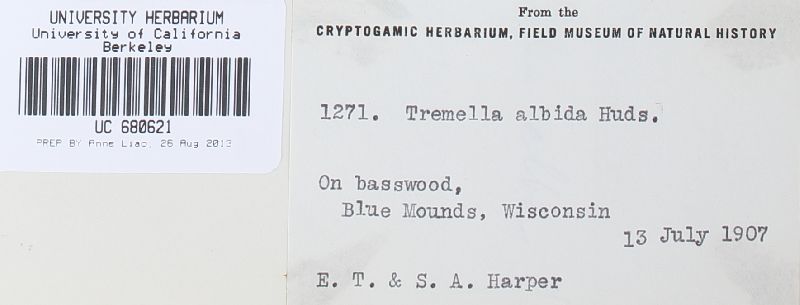 UNIVERSITY HERBARIUM
University of California
Berkeley
UC 680621
PREP. BY Anne Liao, 26 Aug 2013
From the
CRYPTOGAMIC HERBARIUM, FIELD MUSEUM OF NATURAL HISTORY
1271. Tremella albida Huds.
On basswood,
Blue Mounds, Wisconsin
13 July 1907
E. T. & S. A. Harper